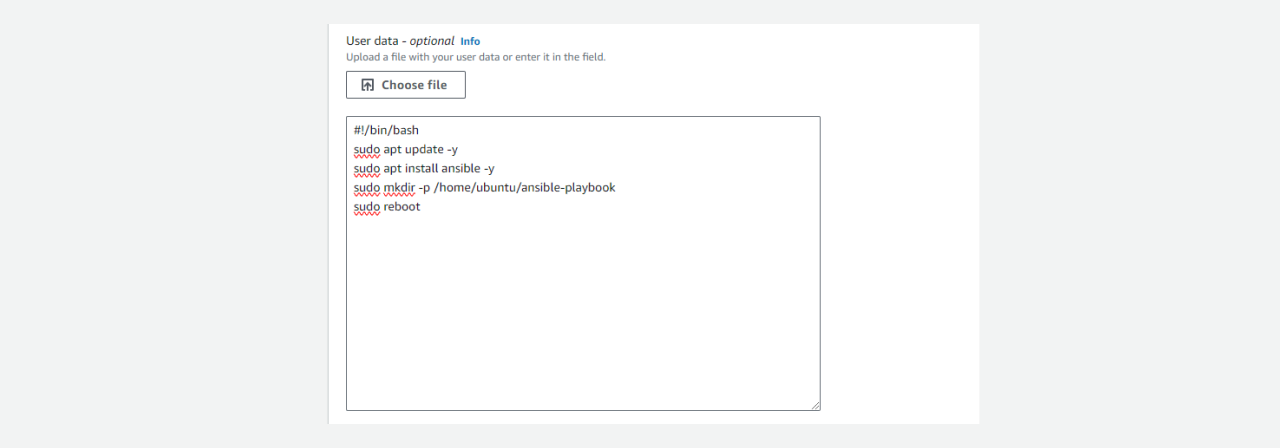 User data - optional Info
Upload a file with your user data or enter it in the field.
Choose file
#!/bin/bash
sudo apt update -y
sudo apt install ansible -y
sudo mkdir -p /home/ubuntu/ansible-playbook
sudo reboot